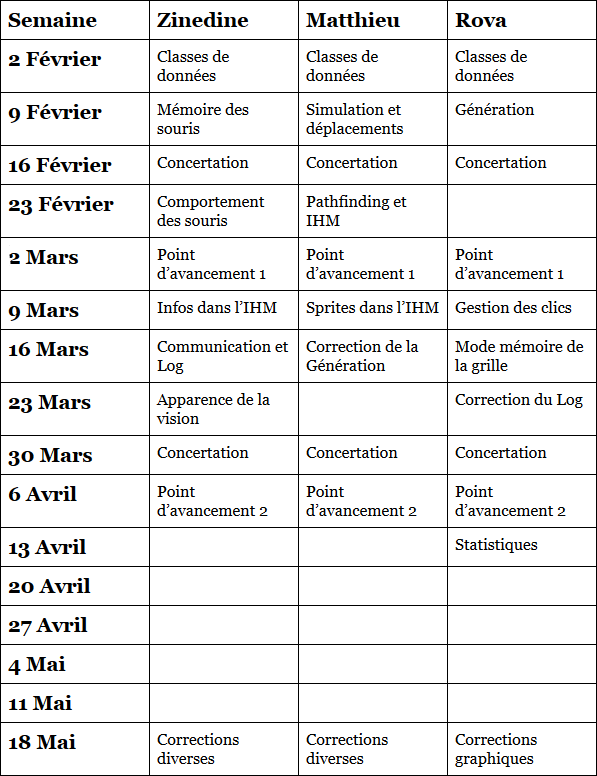 Semaine Zinedine Matthieu Rova
2 Février Classes de Classes de Classes de
données données données
9 Février Mémoire des Simulation et Génération
souris déplacements
16 Février Concertation Concertation Concertation
23 Février Comportement Pathfinding et
des souris IHM
2 Mars Point Point Point
d’avancement 1 d’avancement 1 d’avancement 1
9 Mars Infos dans l’IHM Sprites dans l’IHM Gestion des clics
16 Mars Communication et Correction de la Mode mémoire de
Log Génération la grille
23 Mars Apparence de la Correction du Log
vision
30 Mars Concertation Concertation Concertation
6 Avril Point Point Point
d’avancement 2 d’avancement 2 d’avancement 2
13 Avril Statistiques
20 Avril
27 Avril
4 Mai
11 Mai
18 Mai Corrections Corrections Corrections
diverses diverses graphiques